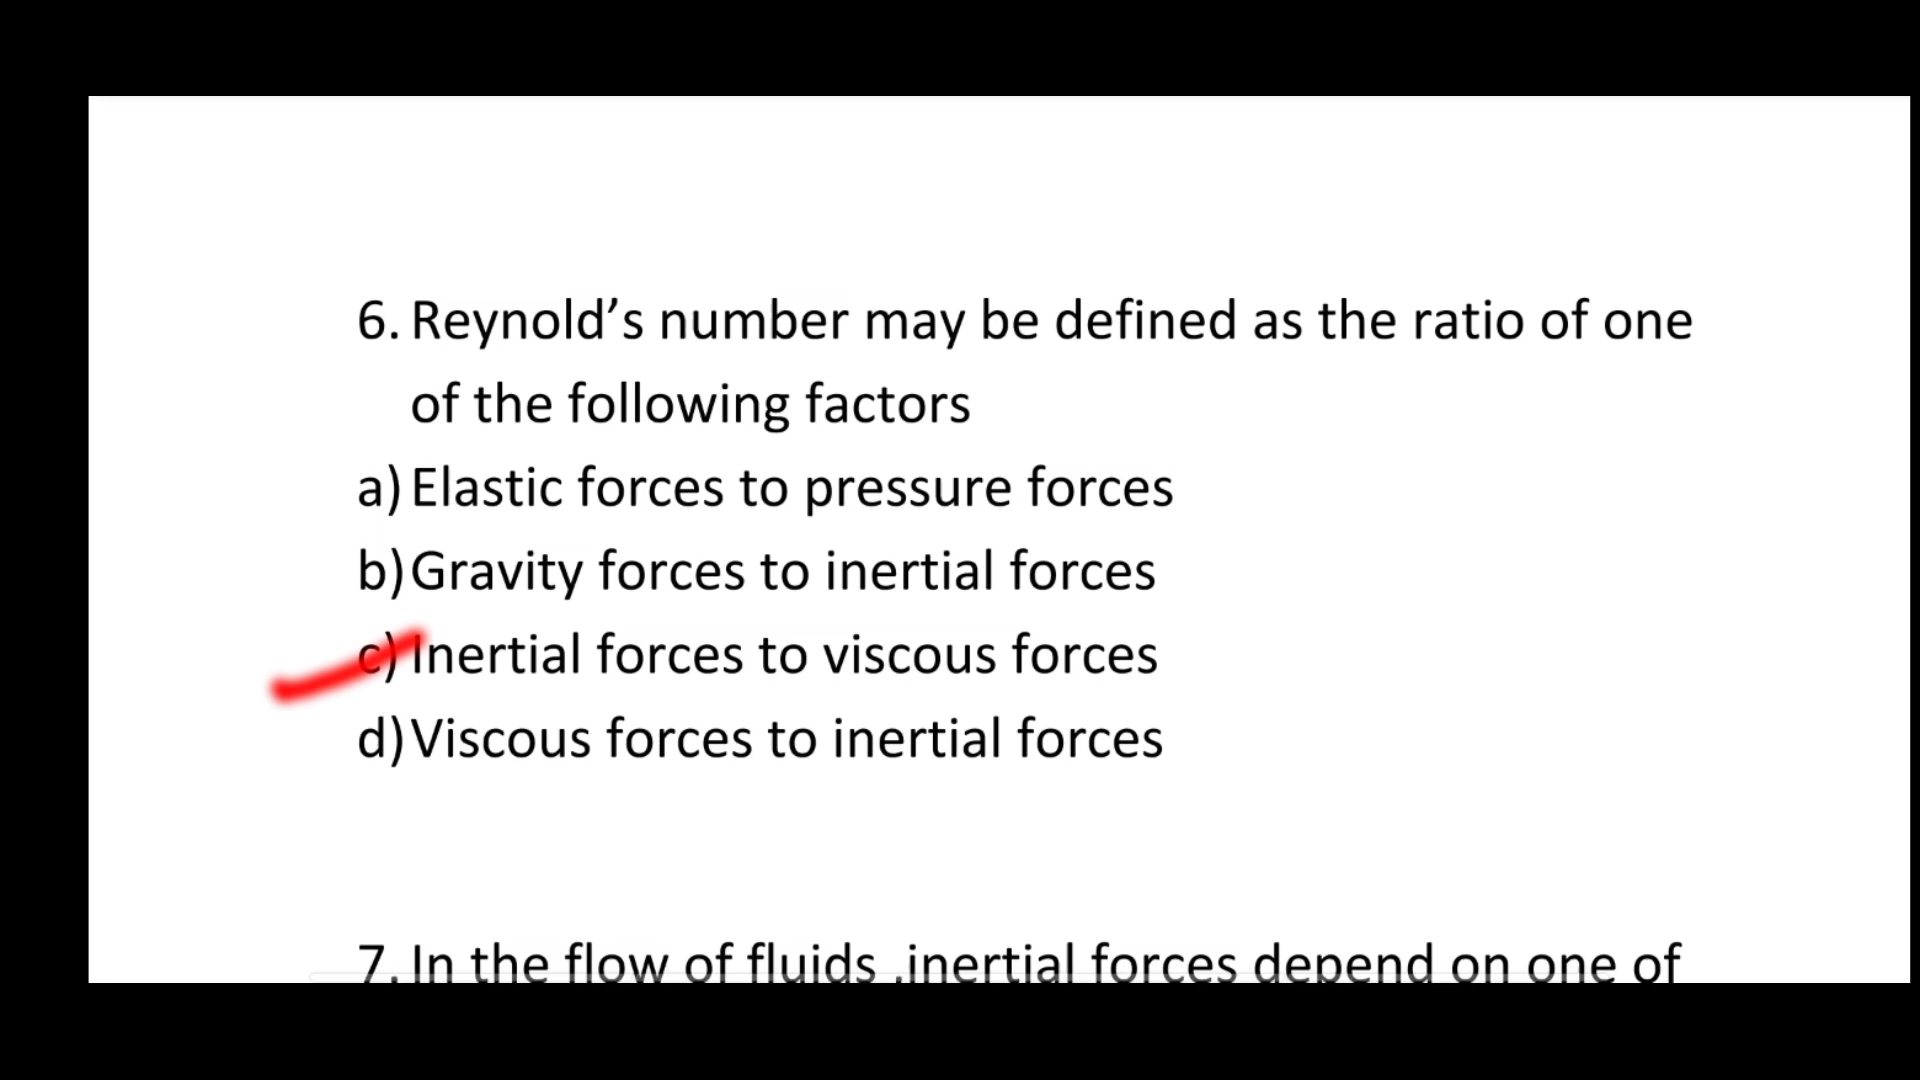 6. Reynold’s number may be defined as the ratio of one
of the following factors
a) Elastic forces to pressure forces
b) Gravity forces to inertial forces
c) Inertial forces to viscous forces
d) Viscous forces to inertial forces
7. In the flow of fluids ,inertial forces depend on one of